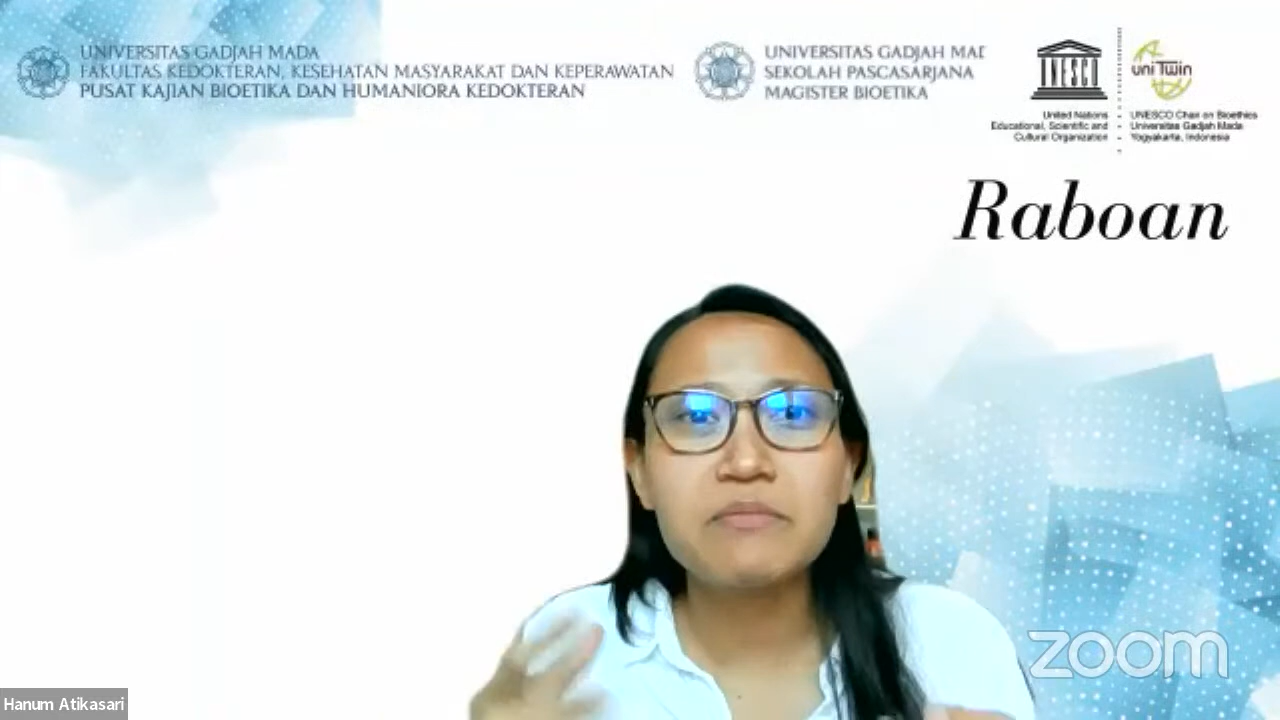 UNIVERSITAS GADJAH MADA
FAKULTAS KEDOKTERAN, KESEHATAN MASYARAKAT DAN KEPERAWATAN
PUSAT KAJIAN BIOETIKA DAN HUMANIORA KEDOKTERAN
UNIVERSITAS GADJAH MAD
SEKOLAH PASCASARJANA
MAGISTER BIOETIKA
UNESCO
United Nations
Educational, Scientific and
Cultural Organization
uniTwin
UNESCO Chair on Bioethics
Universitas Gadjah Mada
Yogyakarta, Indonesia
Raboan
zoom
Hanum Atikasari